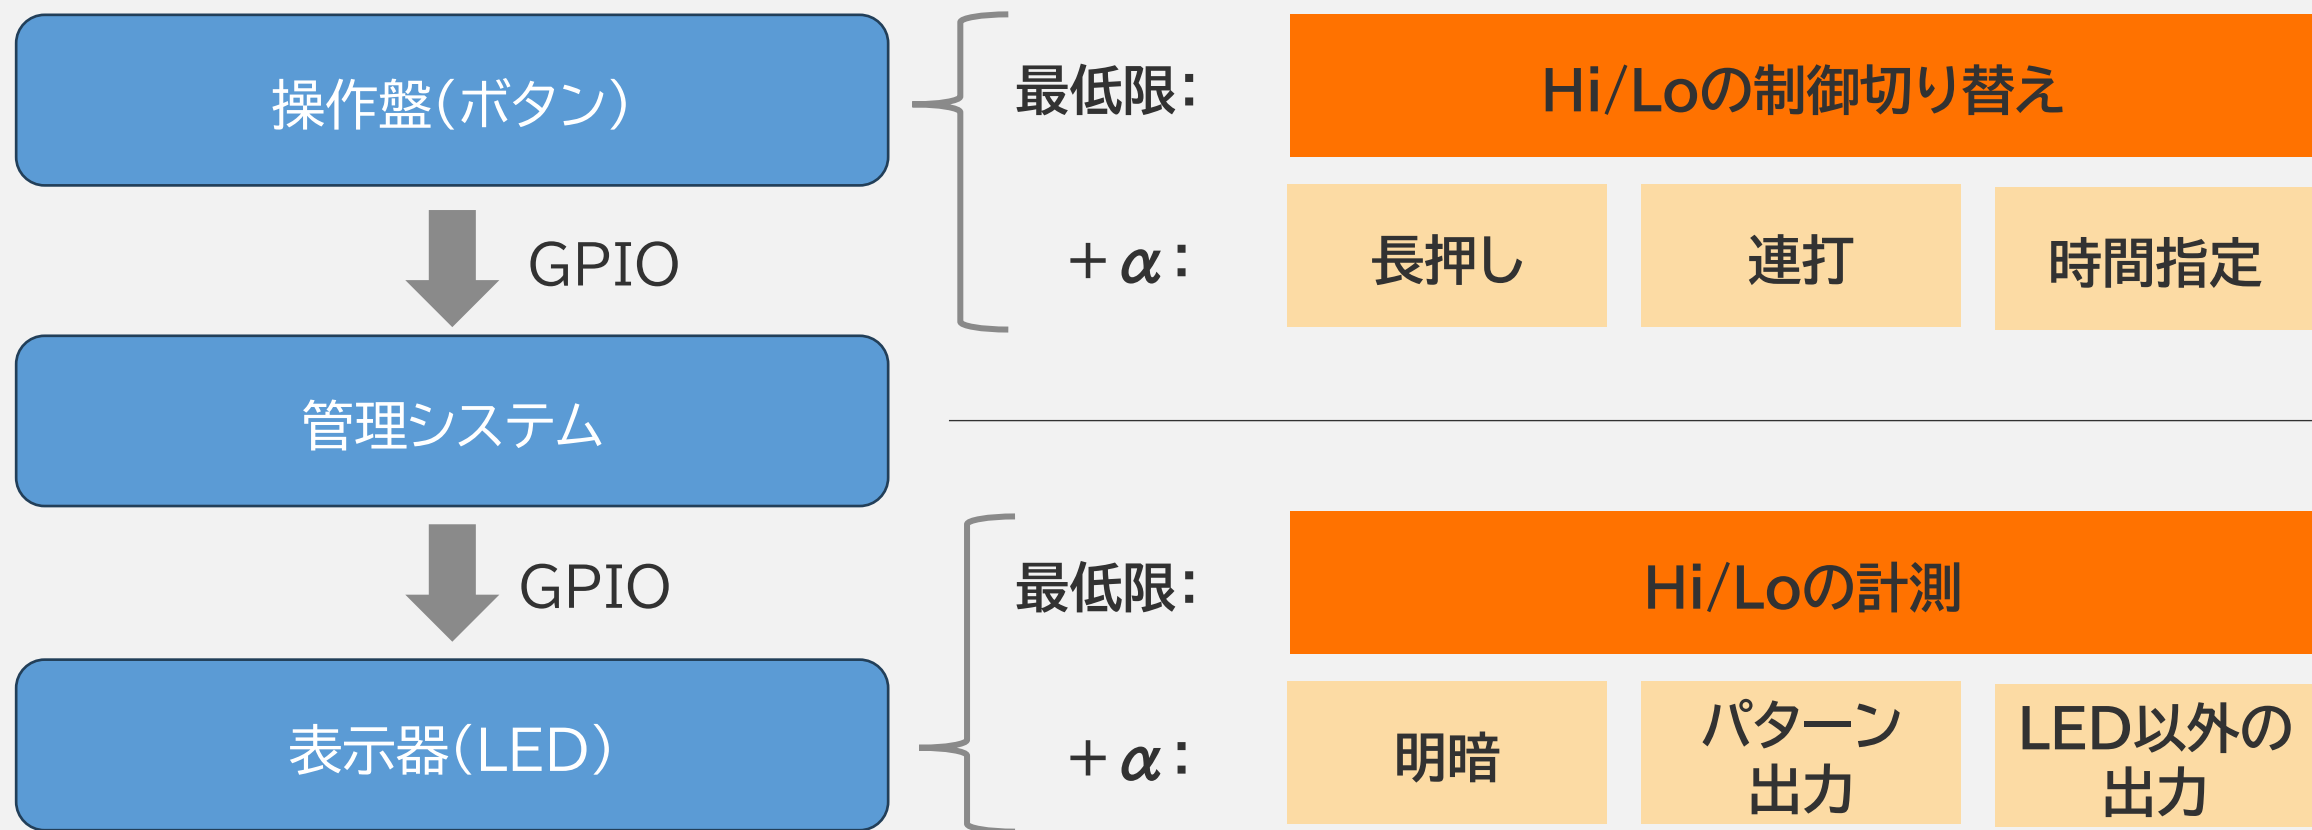 操作盤(ボタン)
GPIO
管理システム
GPIO
表示器(LED)
最低限:
Hi/Loの制御切り替え
+α:
長押し
連打
時間指定
最低限:
Hi/Loの計測
+α:
明暗
パターン
出力
LED以外の
出力